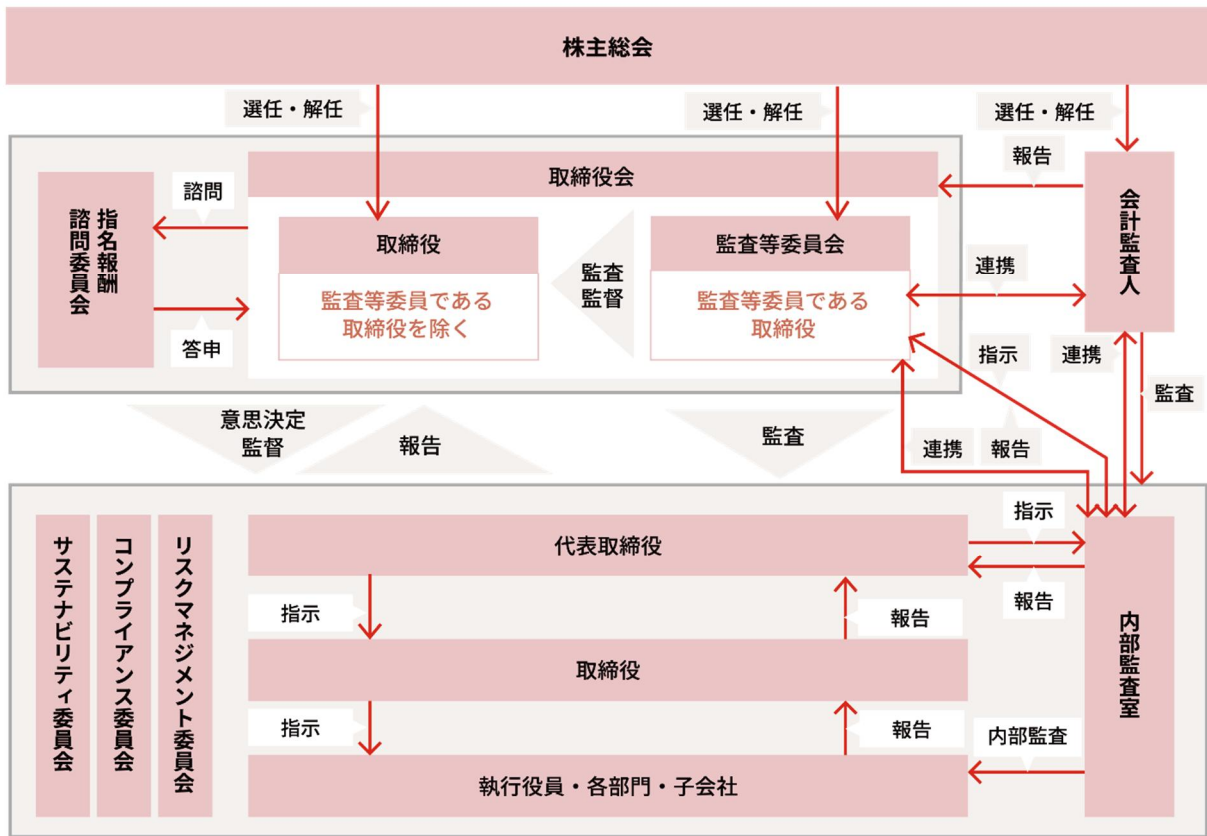 株主総会
選任・解任
選任・解任
選任・解任
取締役会
報告
会計監査人
指名報酬
諮問委員会
諮問
答申
取締役
監査等委員である
取締役を除く
監査
監督
監査等委員会
監査等委員である
取締役
連携
指示
連携
監査
意思決定
監督
報告
監査
連携
報告
サステナビリティ委員会
コンプライアンス委員会
リスクマネジメント委員会
代表取締役
指示
報告
指示
報告
取締役
指示
報告
内部監査
執行役員・各部門・子会社
内部監査室